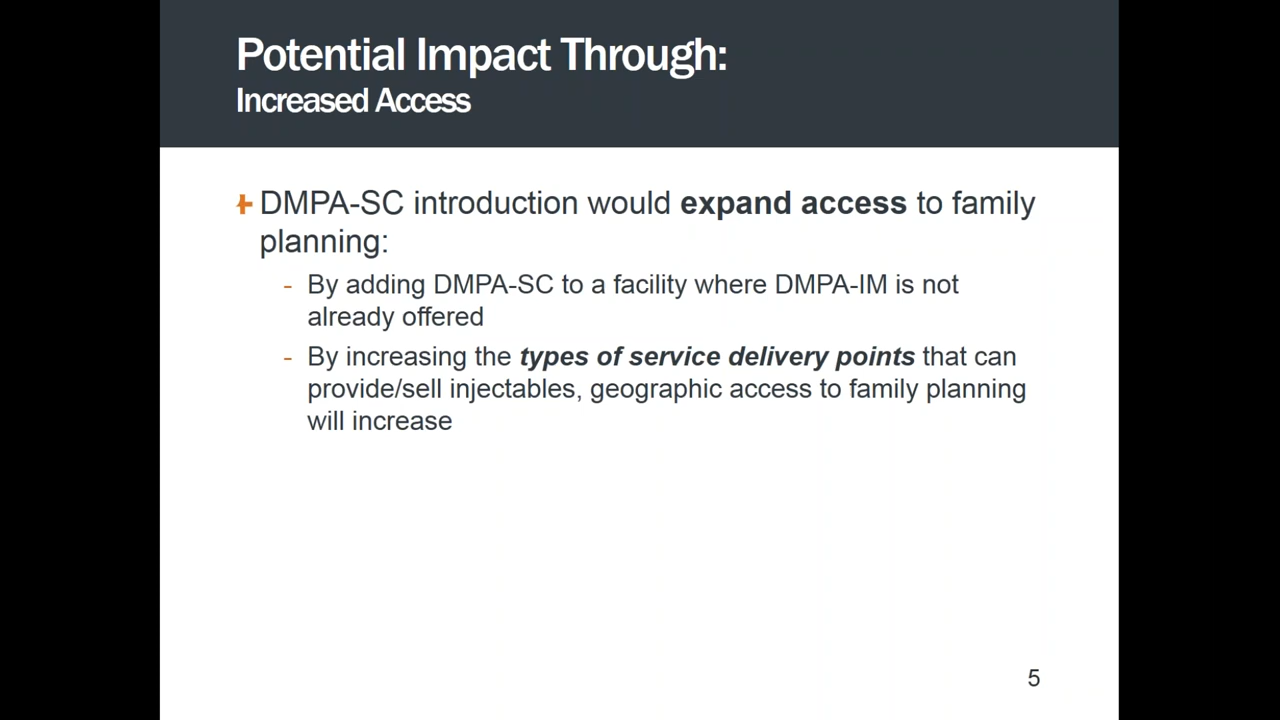 Potential Impact Through:
Increased Access
DMPA-SC introduction would expand access to family
planning:
- By adding DMPA-SC to a facility where DMPA-IM is not
already offered
- By increasing the types of service delivery points that can
provide/sell injectables, geographic access to family planning
will increase
5